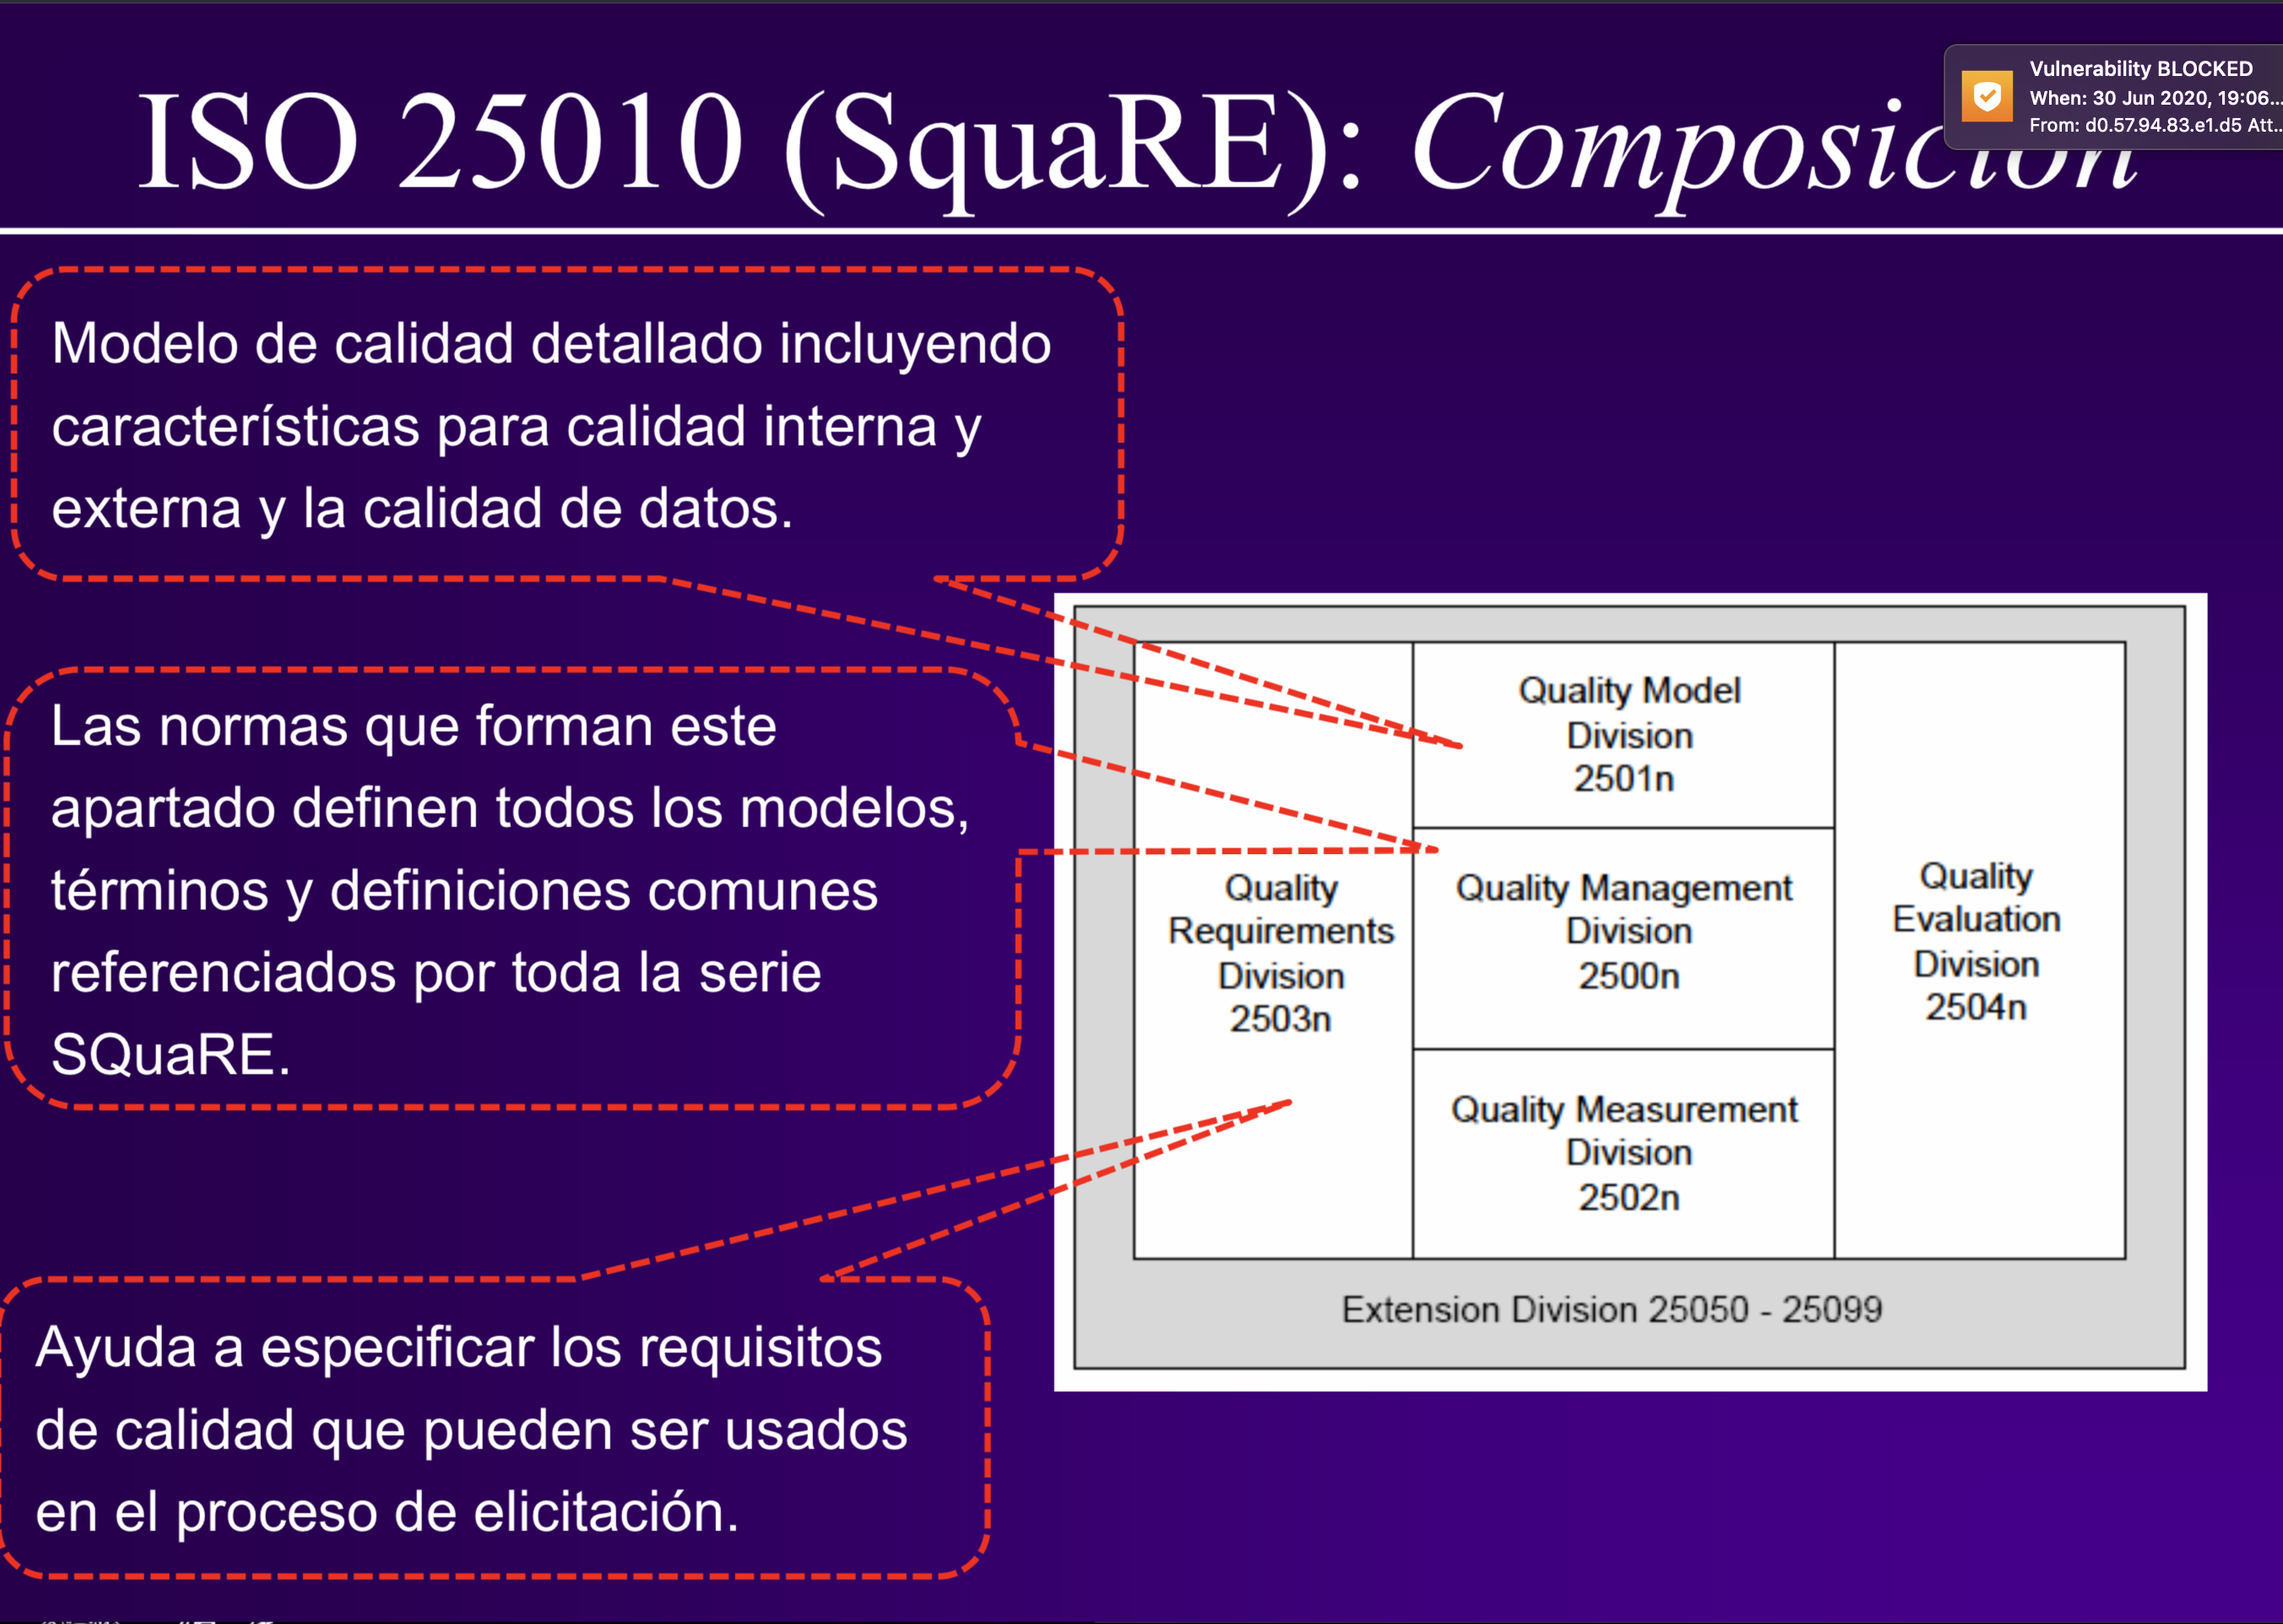 ISO 25010 (SquaRE): Composición
Vulnerability BLOCKED
When: 30 Jun 2020, 19:06...
From: d0.57.94.83.e1.d5 Att...
Modelo de calidad detallado incluyendo
características para calidad interna y
externa y la calidad de datos.
Las normas que forman este
apartado definen todos los modelos,
términos y definiciones comunes
referenciados por toda la serie
SQuaRE.
Ayuda a especificar los requisitos
de calidad que pueden ser usados
en el proceso de elicitación.
Quality Model
Division
2501n
Quality
Requirements
Division
2503n
Quality Management
Division
2500n
Quality
Evaluation
Division
2504n
Quality Measurement
Division
2502n
Extension Division 25050 - 25099